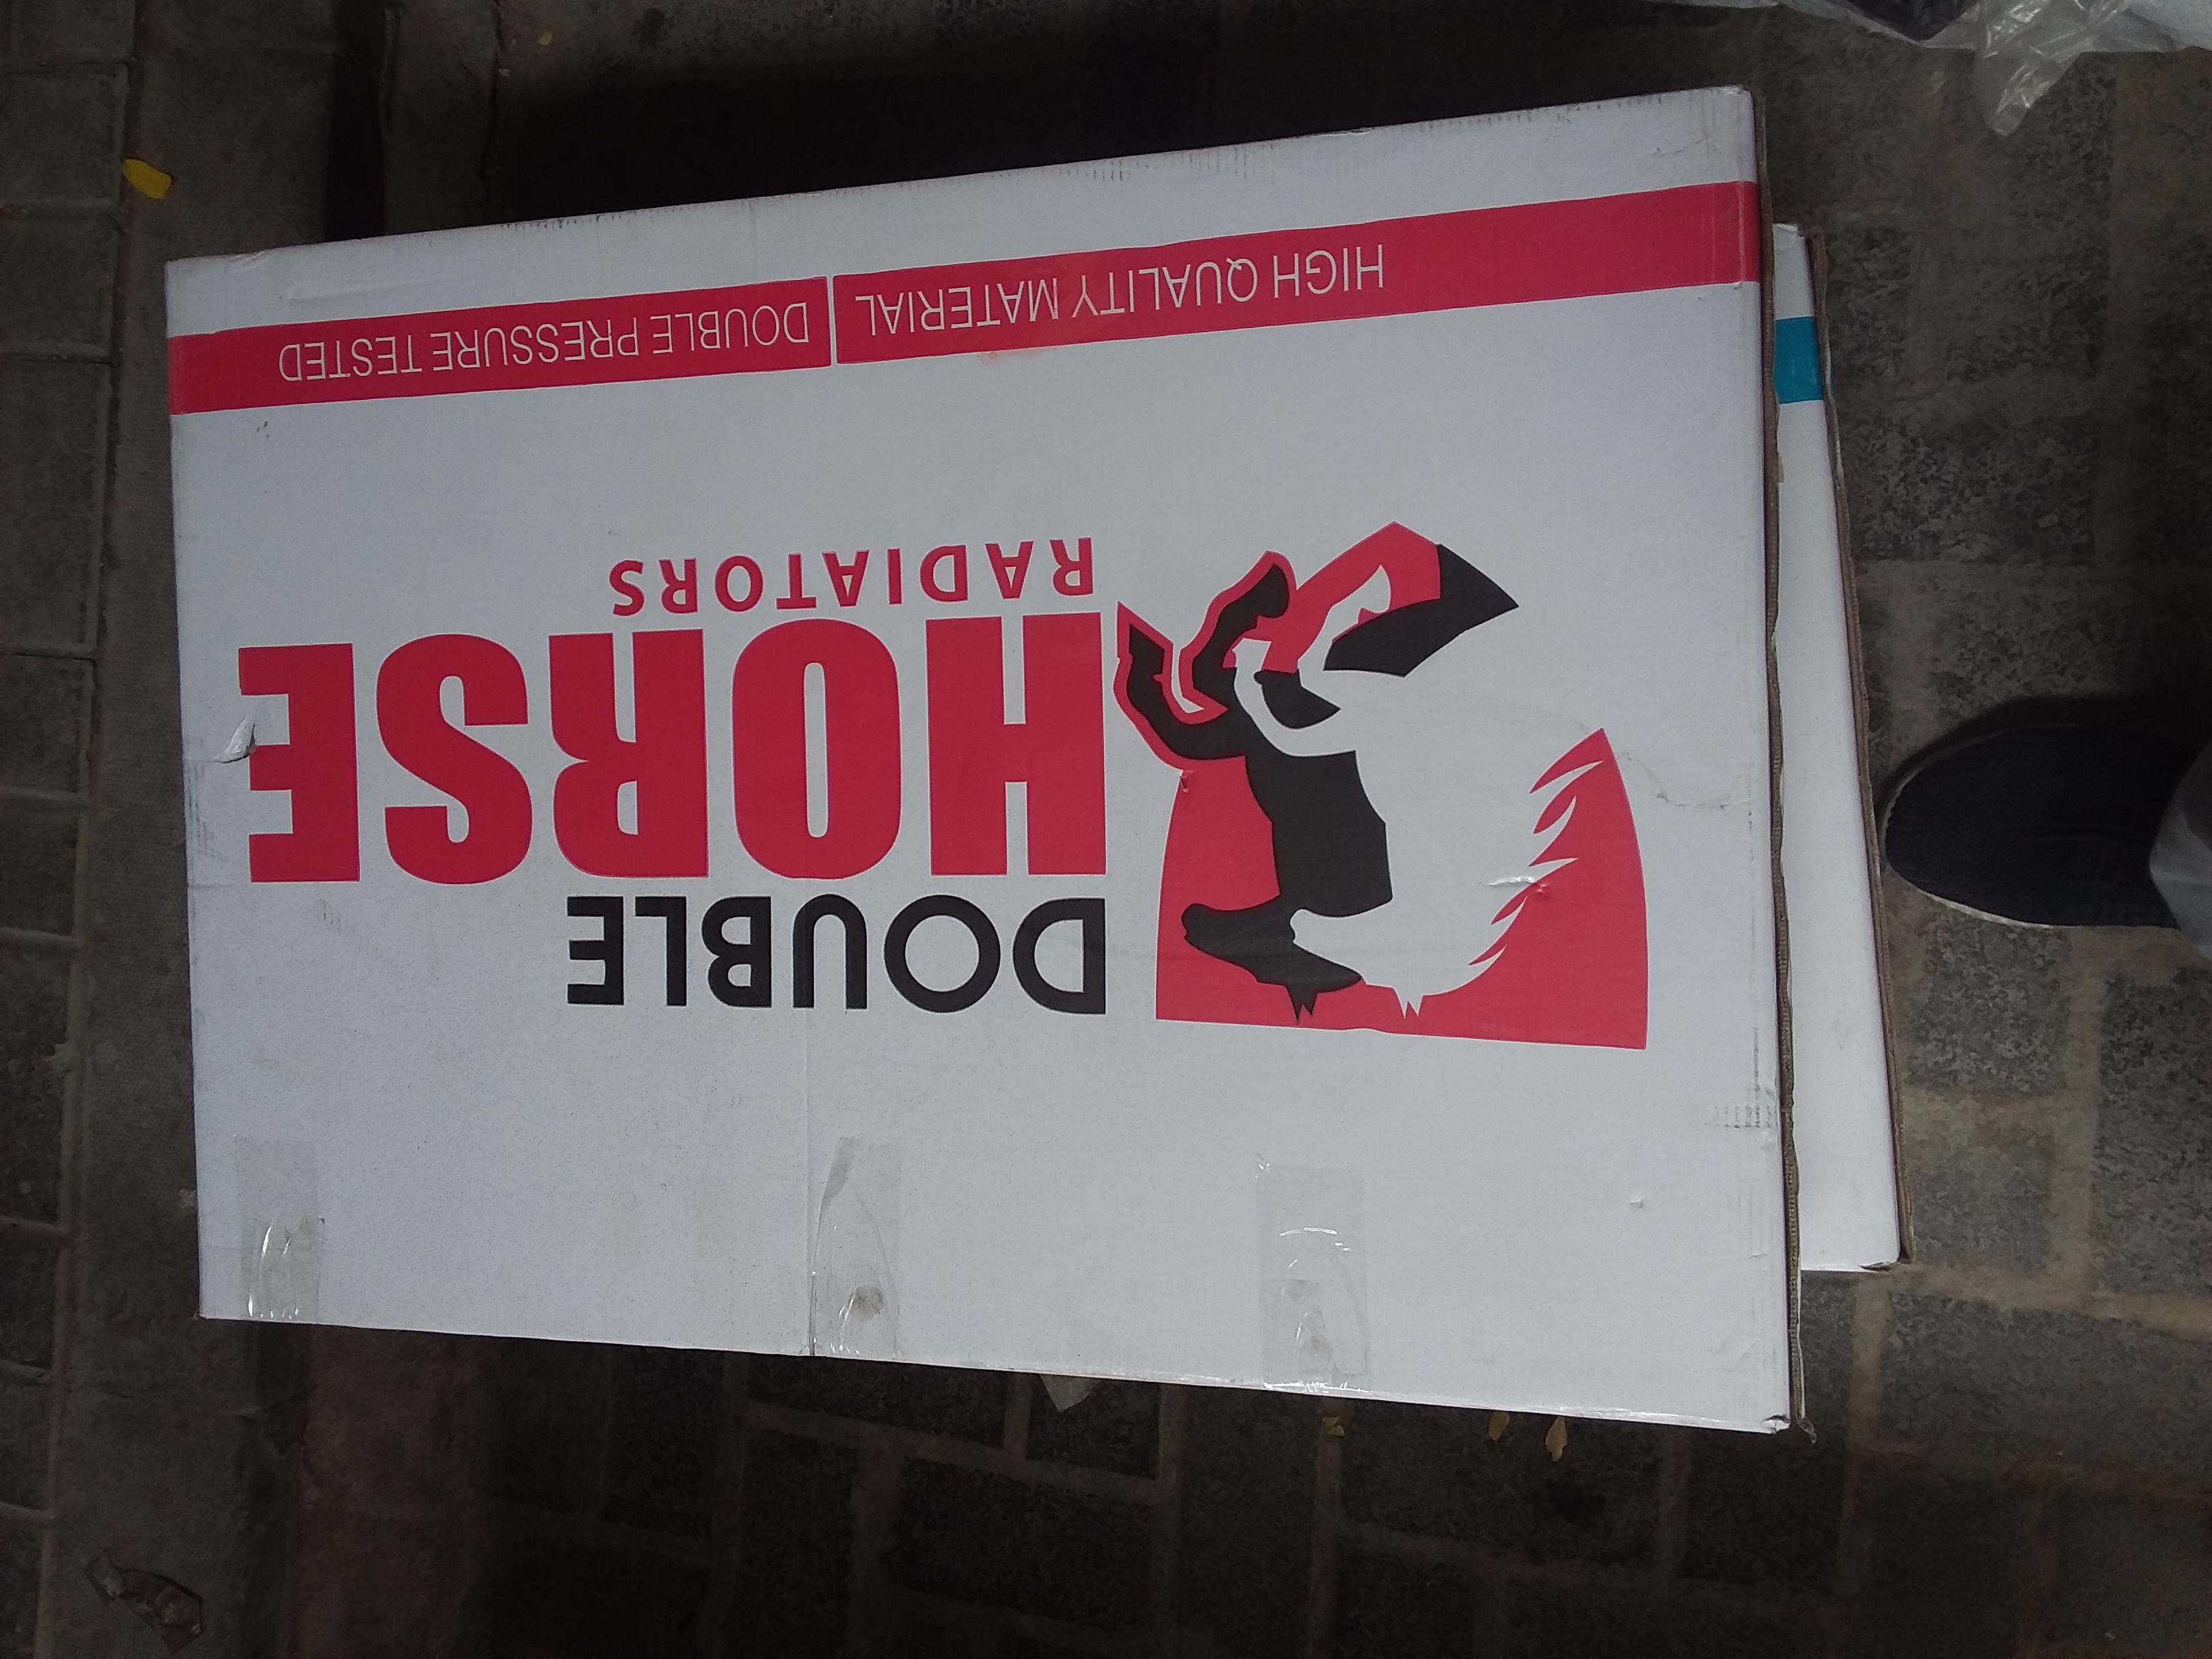 DOUBLE
HORSE
RADIATORS
HIGH QUALITY MATERIAL
DOUBLE PRESSURE TESTED